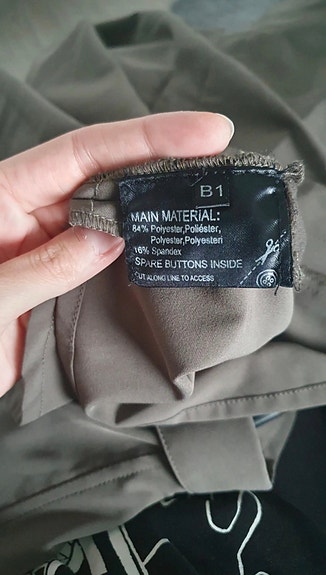 B1
MAIN MATERIAL:
84% Polyester,Poliéster,
Polyester,Polyesteri
16% Spandex
SPARE BUTTONS INSIDE
CUT ALONG LINE TO ACCESS